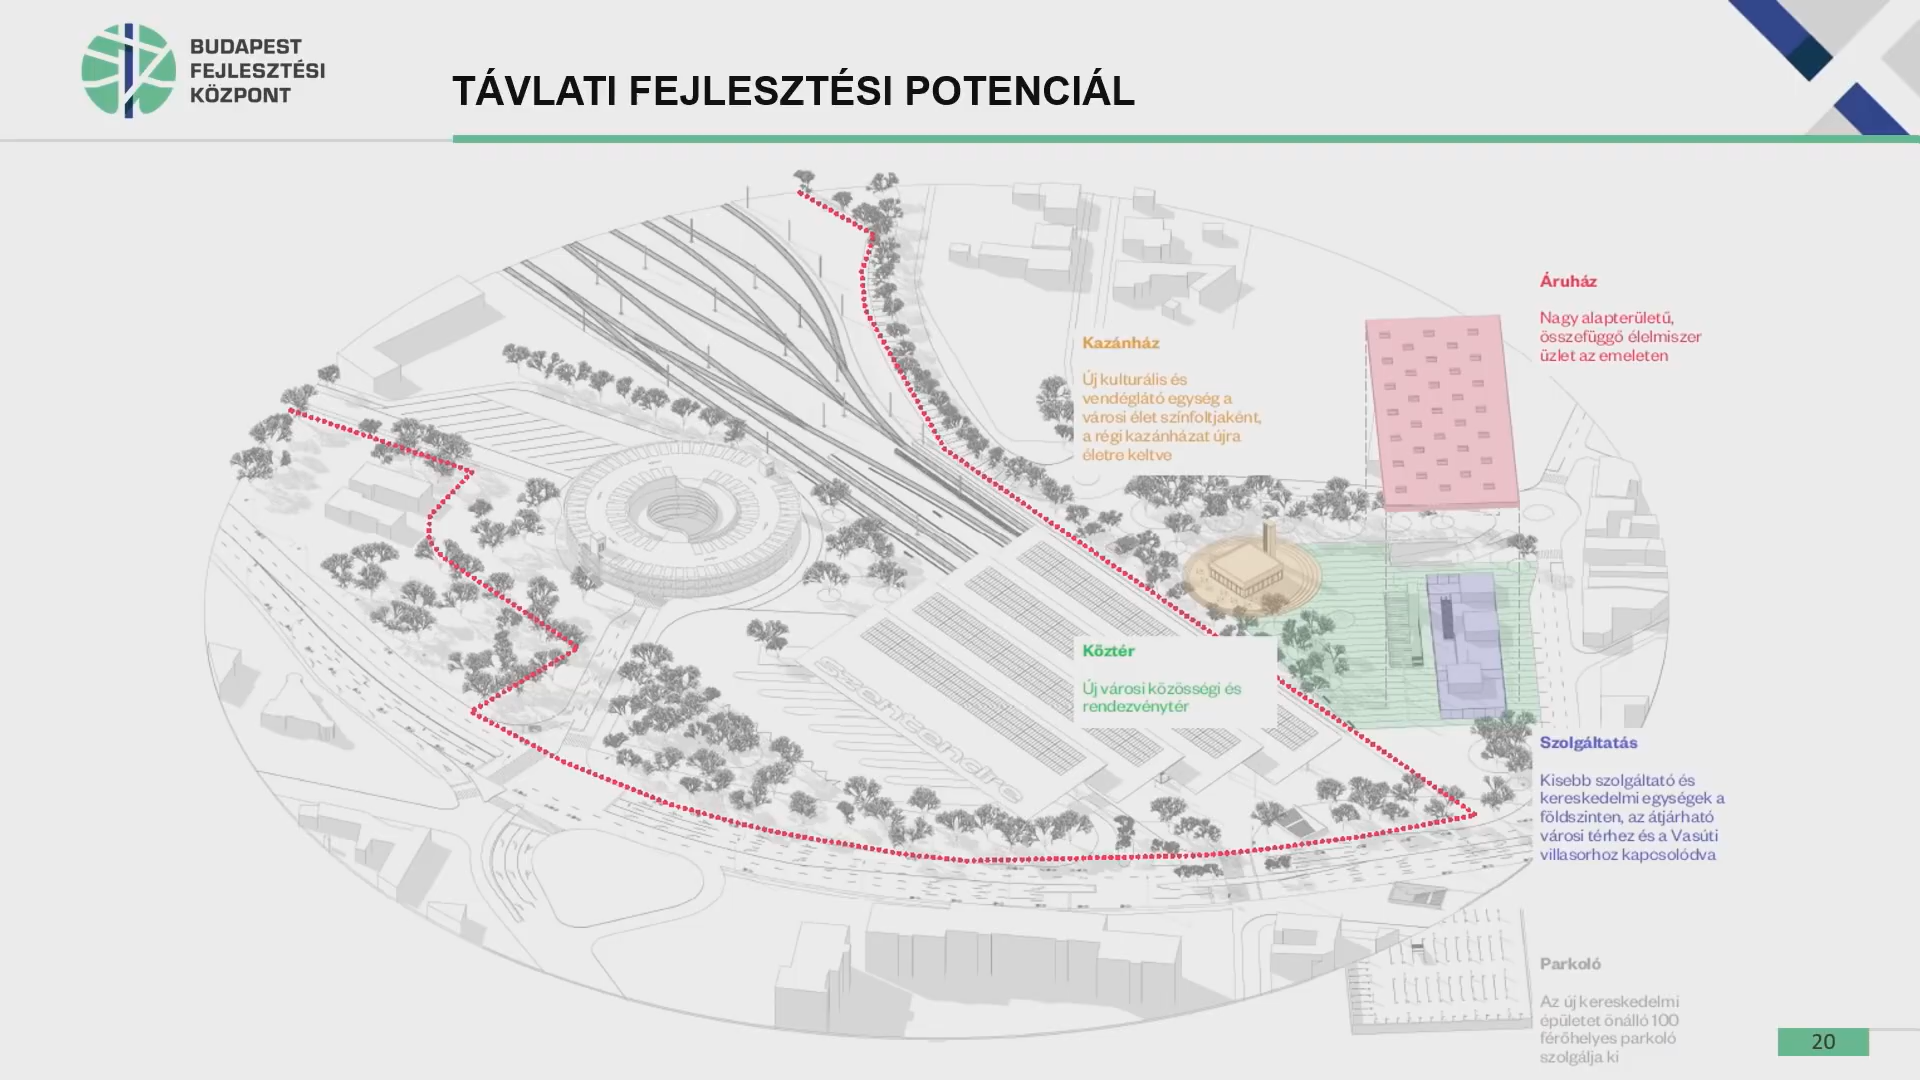 BUDAPEST
FEJLESZTÉSI
KÖZPONT
TÁVLATI FEJLESZTÉSI POTENCIÁL
Áruház
Nagy alapterületű,
összefüggő élelmiszer
üzlet az emeleten
Kazánház
Új kulturális és
vendéglátó egység a
városi élet színfoltjaként,
a régi kazánházat újra
életre keltve
Köztér
Új városi közösségi és
rendezvénytér
Szentendre
Szolgáltatás
Kisebb szolgáltató és
kereskedelmi egységek a
földszinten, az átjárható
városi térhez és a Vasúti
villasorhoz kapcsolódva
Parkoló
Az új kereskedelmi
épületet önálló 100
férőhelyes parkoló
szolgálja ki
20